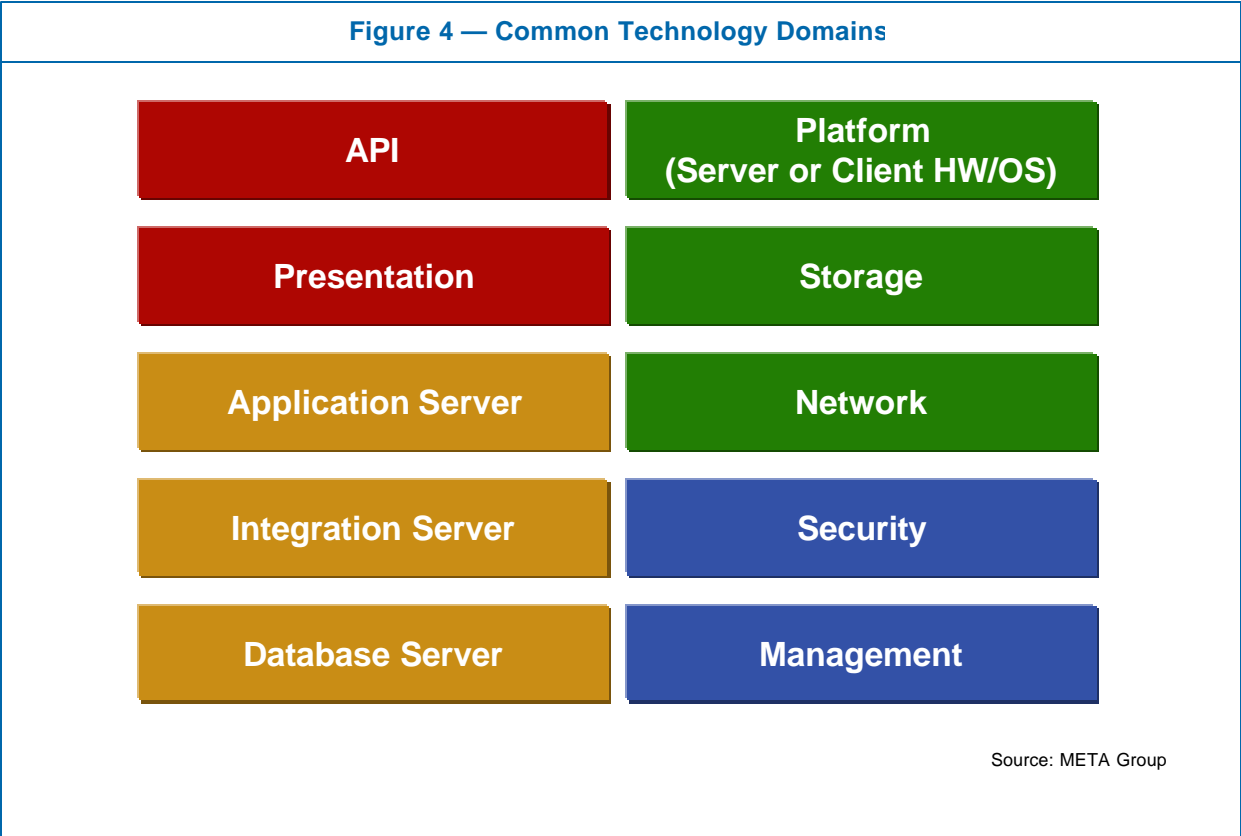 Figure 4 — Common Technology Domains
API
Platform
(Server or Client HW/OS)
Presentation
Storage
Application Server
Network
Integration Server
Security
Database Server
Management
Source: META Group